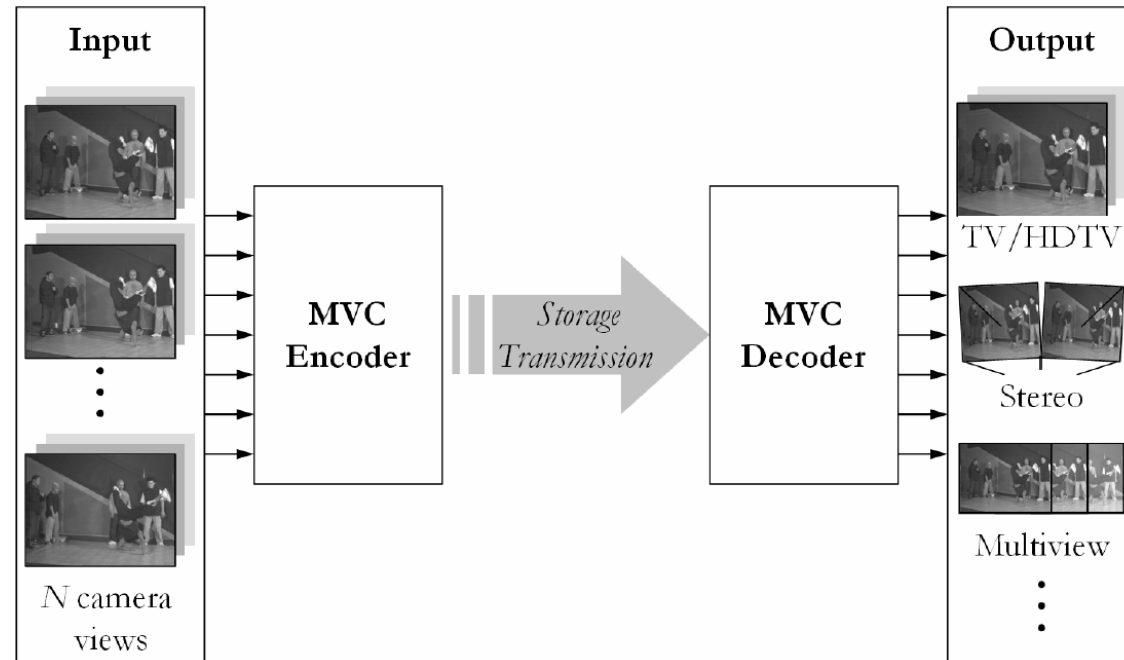 Input
N camera
views
MVC
Encoder
Storage
Transmission
MVC
Decoder
Output
TV/HDTV
Stereo
Multiview